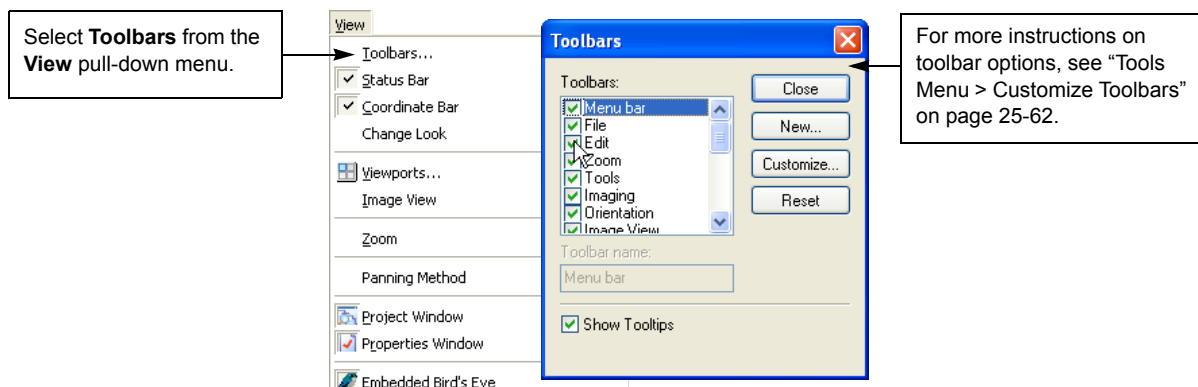 Select Toolbars from the
View pull-down menu.
View
Toolbars...
Status Bar
Coordinate Bar
Change Look
Viewports...
Image View
Zoom
Panning Method
Project Window
Properties Window
Embedded Bird's Eye
Toolbars
Toolbars:
Menu bar
File
Edit
Zoom
Tools
Imaging
Orientation
Image View
Close
New...
Customize...
Reset
Toolbar name:
Menu bar
Show Tooltips
For more instructions on
toolbar options, see “Tools
Menu > Customize Toolbars”
on page 25-62.